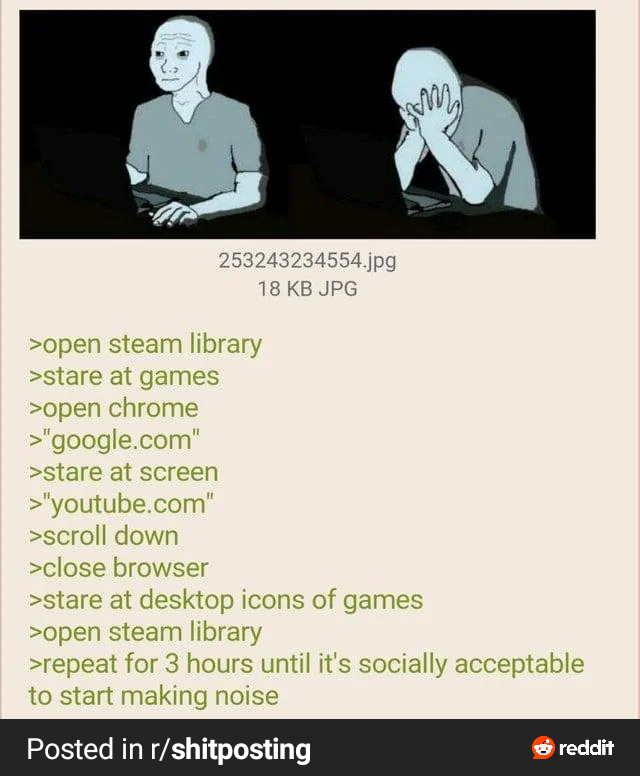 253243234554.jpg
18 KB JPG
>open steam library
>stare at games
>open chrome
>"google.com"
>stare at screen
>"youtube.com"
>scroll down
>close browser
>stare at desktop icons of games
>open steam library
>repeat for 3 hours until it's socially acceptable
to start making noise
Posted in r/shitposting
reddit